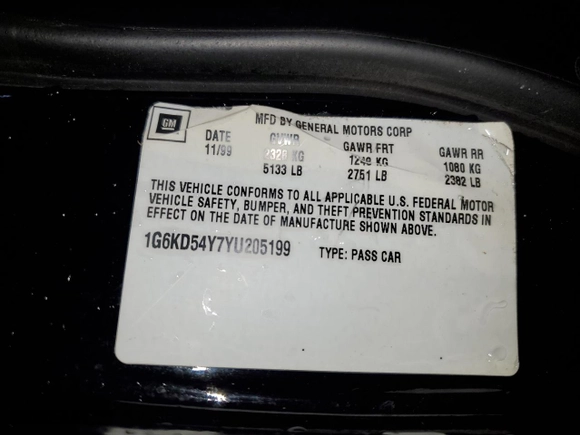 GM
MFD BY GENERAL MOTORS CORP
DATE GVWR GAWR FRT GAWR RR
11/99 2328 KG 1248 KG 1080 KG
5133 LB 2751 LB 2382 LB
THIS VEHICLE CONFORMS TO ALL APPLICABLE U.S. FEDERAL MOTOR
VEHICLE SAFETY, BUMPER, AND THEFT PREVENTION STANDARDS IN
EFFECT ON THE DATE OF MANUFACTURE SHOWN ABOVE.
1G6KD54Y7YU205199 TYPE: PASS CAR